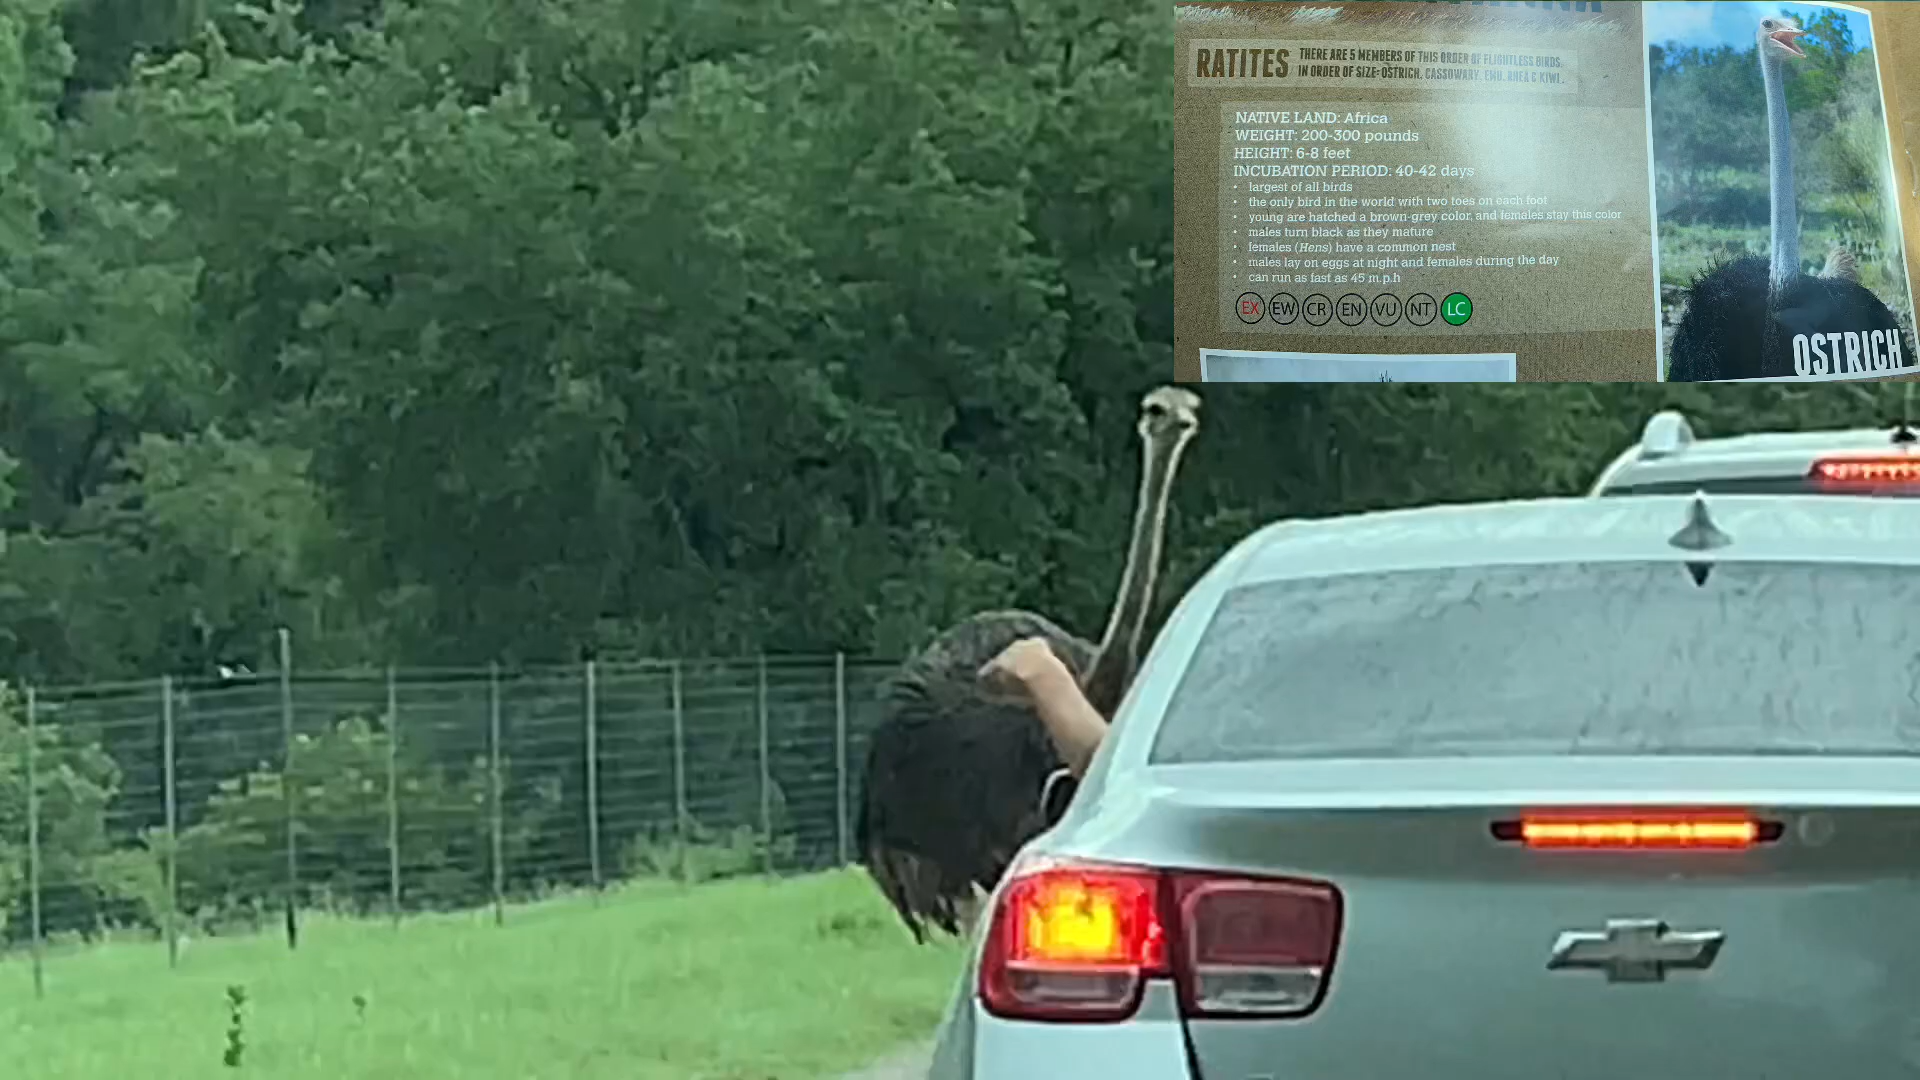 RATITES THERE ARE 5 MEMBERS OF THIS ORDER OF FLIGHTLESS BIRDS.
IN ORDER OF SIZE: OSTRICH, CASSOWARY, EMU, RHEA & KIWI.
NATIVE LAND: Africa
WEIGHT: 200-300 pounds
HEIGHT: 6-8 feet
INCUBATION PERIOD: 40-42 days
• largest of all birds
• the only bird in the world with two toes on each foot
• young are hatched a brown-grey color, and females stay this color
• males turn black as they mature
• females (Hens) have a common nest
• males lay on eggs at night and females during the day
• can run as fast as 45 m.p.h
EX EW CR EN VU NT LC
OSTRICH